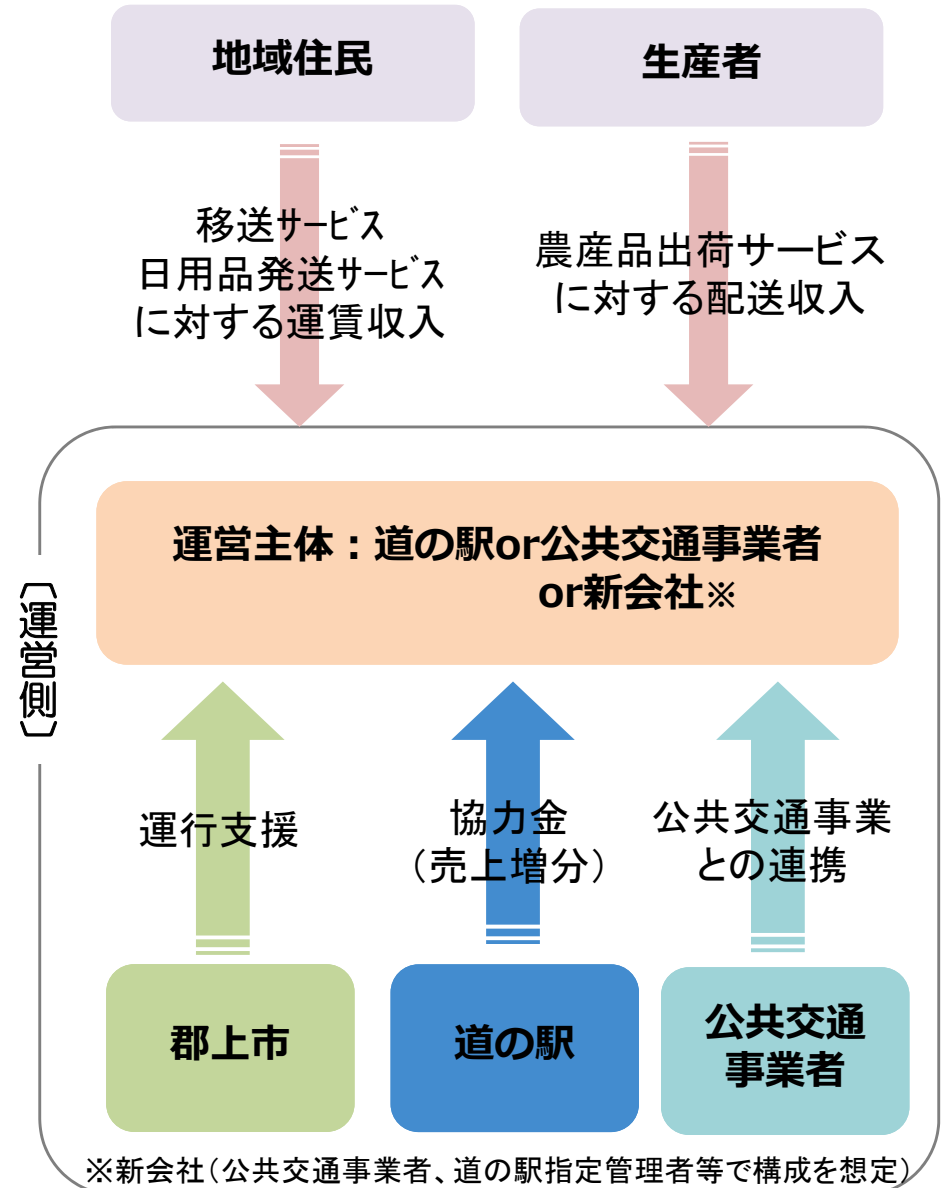 地域住民
生産者
移送サービス
日用品発送サービス
に対する運賃収入
農産品出荷サービス
に対する配送収入
〔運営側〕
運営主体：道の駅or公共交通事業者
or新会社※
運行支援
協力金
（売上増分）
公共交通事業
との連携
郡上市
道の駅
公共交通
事業者
※新会社（公共交通事業者、道の駅指定管理者等で構成を想定）